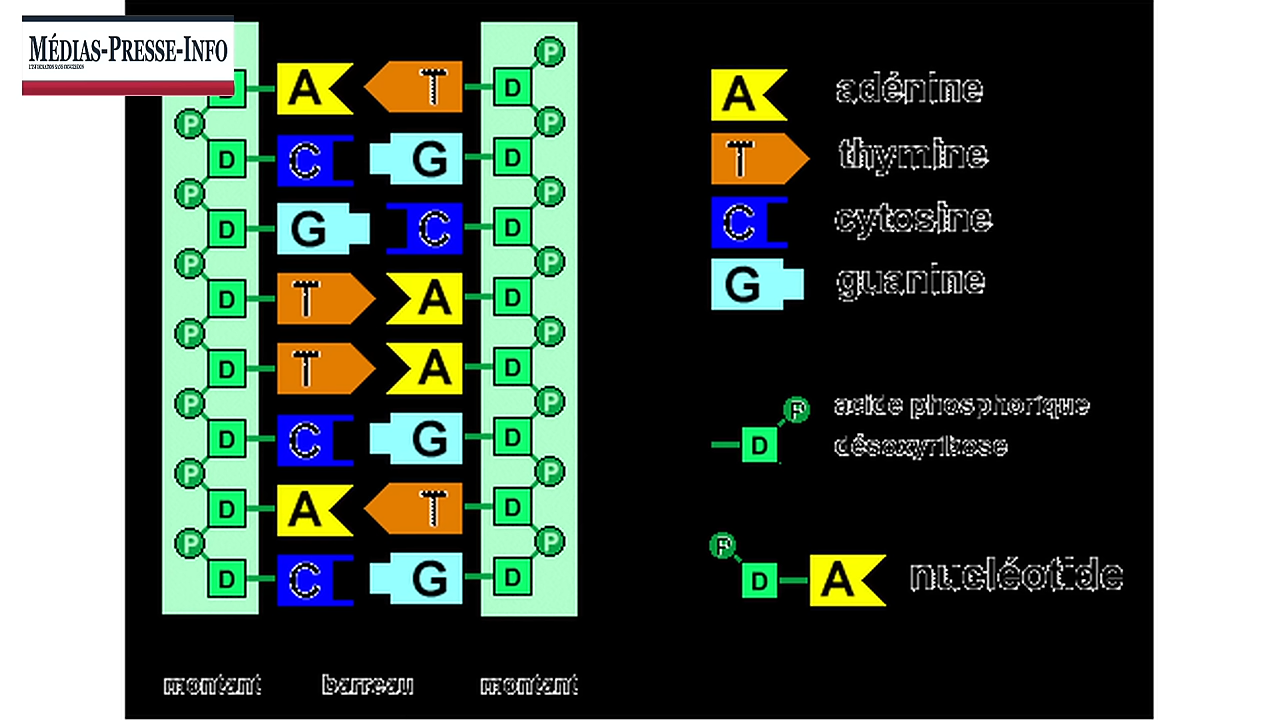 MÉDIAS-PRESSE-INFO
P
D A T D
P P
D C G D
P P
D G C D
P P
D T A D
P P
D T A D
P P
D C G D
P P
D A T D
P P
D C G D
montant barreau montant
A adénine
T thymine
C cytosine
G guanine
P acide phosphorique
D désoxyribose
P
D A nucléotide